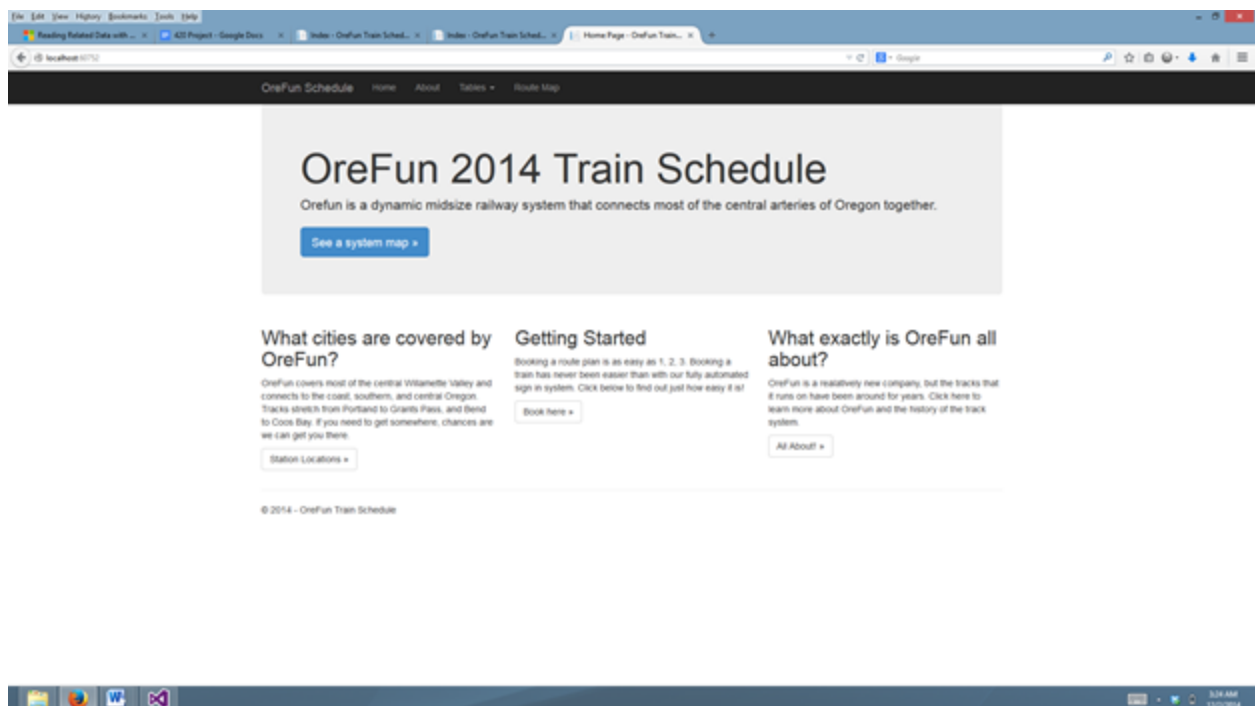 File Edit View History Bookmarks Tools Help
Reading Related Data with ... × 420 Project - Google Docs × Index - OreFun Train Sched... × Index - OreFun Train Sched... × Home Page - OreFun Train... × +
localhost:60752 Google
OreFun Schedule Home About Tables Route Map
OreFun 2014 Train Schedule
Orefun is a dynamic midsize railway system that connects most of the central arteries of Oregon together.
See a system map »
What cities are covered by
OreFun?
OreFun covers most of the central Willamette Valley and
connects to the coast, southern, and central Oregon.
Tracks stretch from Portland to Grants Pass, and Bend
to Coos Bay. If you need to get somewhere, chances are
we can get you there.
Station Locations »
Getting Started
Booking a route plan is as easy as 1, 2, 3. Booking a
train has never been easier than with our fully automated
sign in system. Click below to find out just how easy it is!
Book here »
What exactly is OreFun all
about?
OreFun is a realatively new company, but the tracks that
it runs on have been around for years. Click here to
learn more about OreFun and the history of the track
system.
All About! »
© 2014 - OreFun Train Schedule
3:24 AM